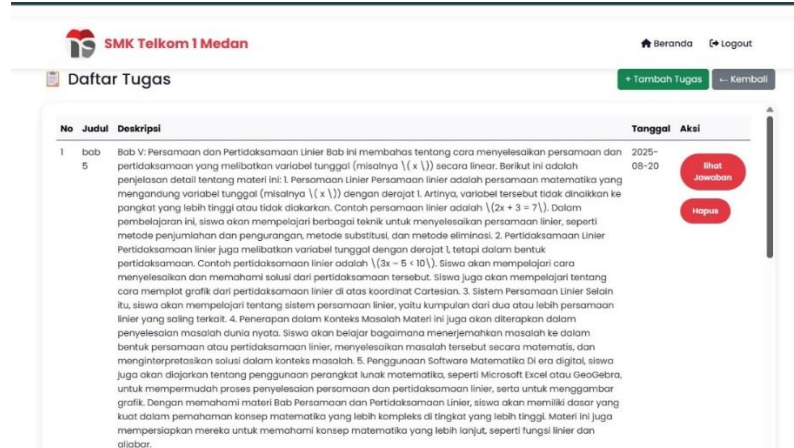 SMK Telkom 1 Medan
Beranda
Logout
Daftar Tugas
+ Tambah Tugas
← Kembali
No Judul Deskripsi Tanggal Aksi
1 bab 5
Bab V: Persamaan dan Pertidaksamaan Linier Bab ini membahas tentang cara menyelesaikan persamaan dan
pertidaksamaan yang melibatkan variabel tunggal (misalnya \( x \)) secara linear. Berikut ini adalah
penjelasan detail tentang materi ini: 1. Persamaan Linier Persamaan linier adalah persamaan matematika yang
mengandung variabel tunggal (misalnya \( x \)) dengan derajat 1. Artinya, variabel tersebut tidak dinaikkan ke
pangkat yang lebih tinggi atau tidak diakarkan. Contoh persamaan linier adalah \(2x + 3 = 7\). Dalam
pembelajaran ini, siswa akan mempelajari berbagai teknik untuk menyelesaikan persamaan linier, seperti
metode penjumlahan dan pengurangan, metode substitusi, dan metode eliminasi. 2. Pertidaksamaan Linier
Pertidaksamaan linier juga melibatkan variabel tunggal dengan derajat 1, tetapi dalam bentuk
pertidaksamaan. Contoh pertidaksamaan linier adalah \(3x - 5 < 10\). Siswa akan mempelajari cara
menyelesaikan dan memahami solusi dari pertidaksamaan tersebut. Siswa juga akan mempelajari tentang
cara memplot grafik dari pertidaksamaan linier di atas koordinat Cartesian. 3. Sistem Persamaan Linier Selain
itu, siswa akan mempelajari tentang sistem persamaan linier, yaitu kumpulan dari dua atau lebih persamaan
linier yang saling terkait. 4. Penerapan dalam Konteks Masalah Materi ini juga akan diterapkan dalam
penyelesaian masalah dunia nyata. Siswa akan belajar bagaimana menerjemahkan masalah ke dalam
bentuk persamaan atau pertidaksamaan linier, menyelesaikan masalah tersebut secara matematis, dan
menginterpretasikan solusi dalam konteks masalah. 5. Penggunaan Software Matematika Di era digital, siswa
juga akan diajarkan tentang penggunaan perangkat lunak matematika, seperti Microsoft Excel atau GeoGebra,
untuk mempermudah proses penyelesaian persamaan dan pertidaksamaan linier, serta untuk menggambar
grafik. Dengan memahami materi Bab Persamaan dan Pertidaksamaan Linier, siswa akan memiliki dasar yang
kuat dalam pemahaman konsep matematika yang lebih kompleks di tingkat yang lebih tinggi. Materi ini juga
mempersiapkan mereka untuk memahami konsep matematika yang lebih lanjut, seperti fungsi linier dan
aljabar.
2025-
08-20
lihat
Jawaban
Hapus